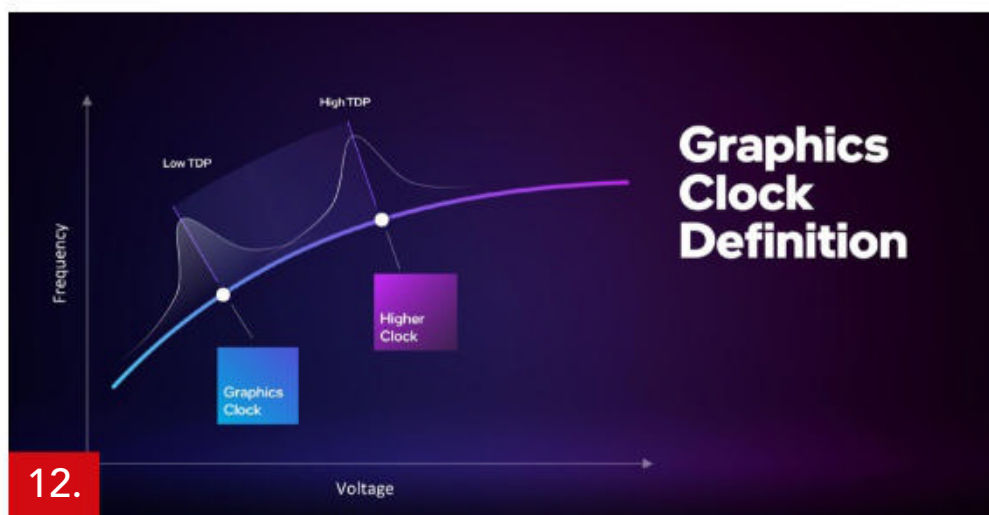 Graphics
Clock
Definition
High TDP
Low TDP
Frequency
Higher
Clock
Graphics
Clock
Voltage
12.